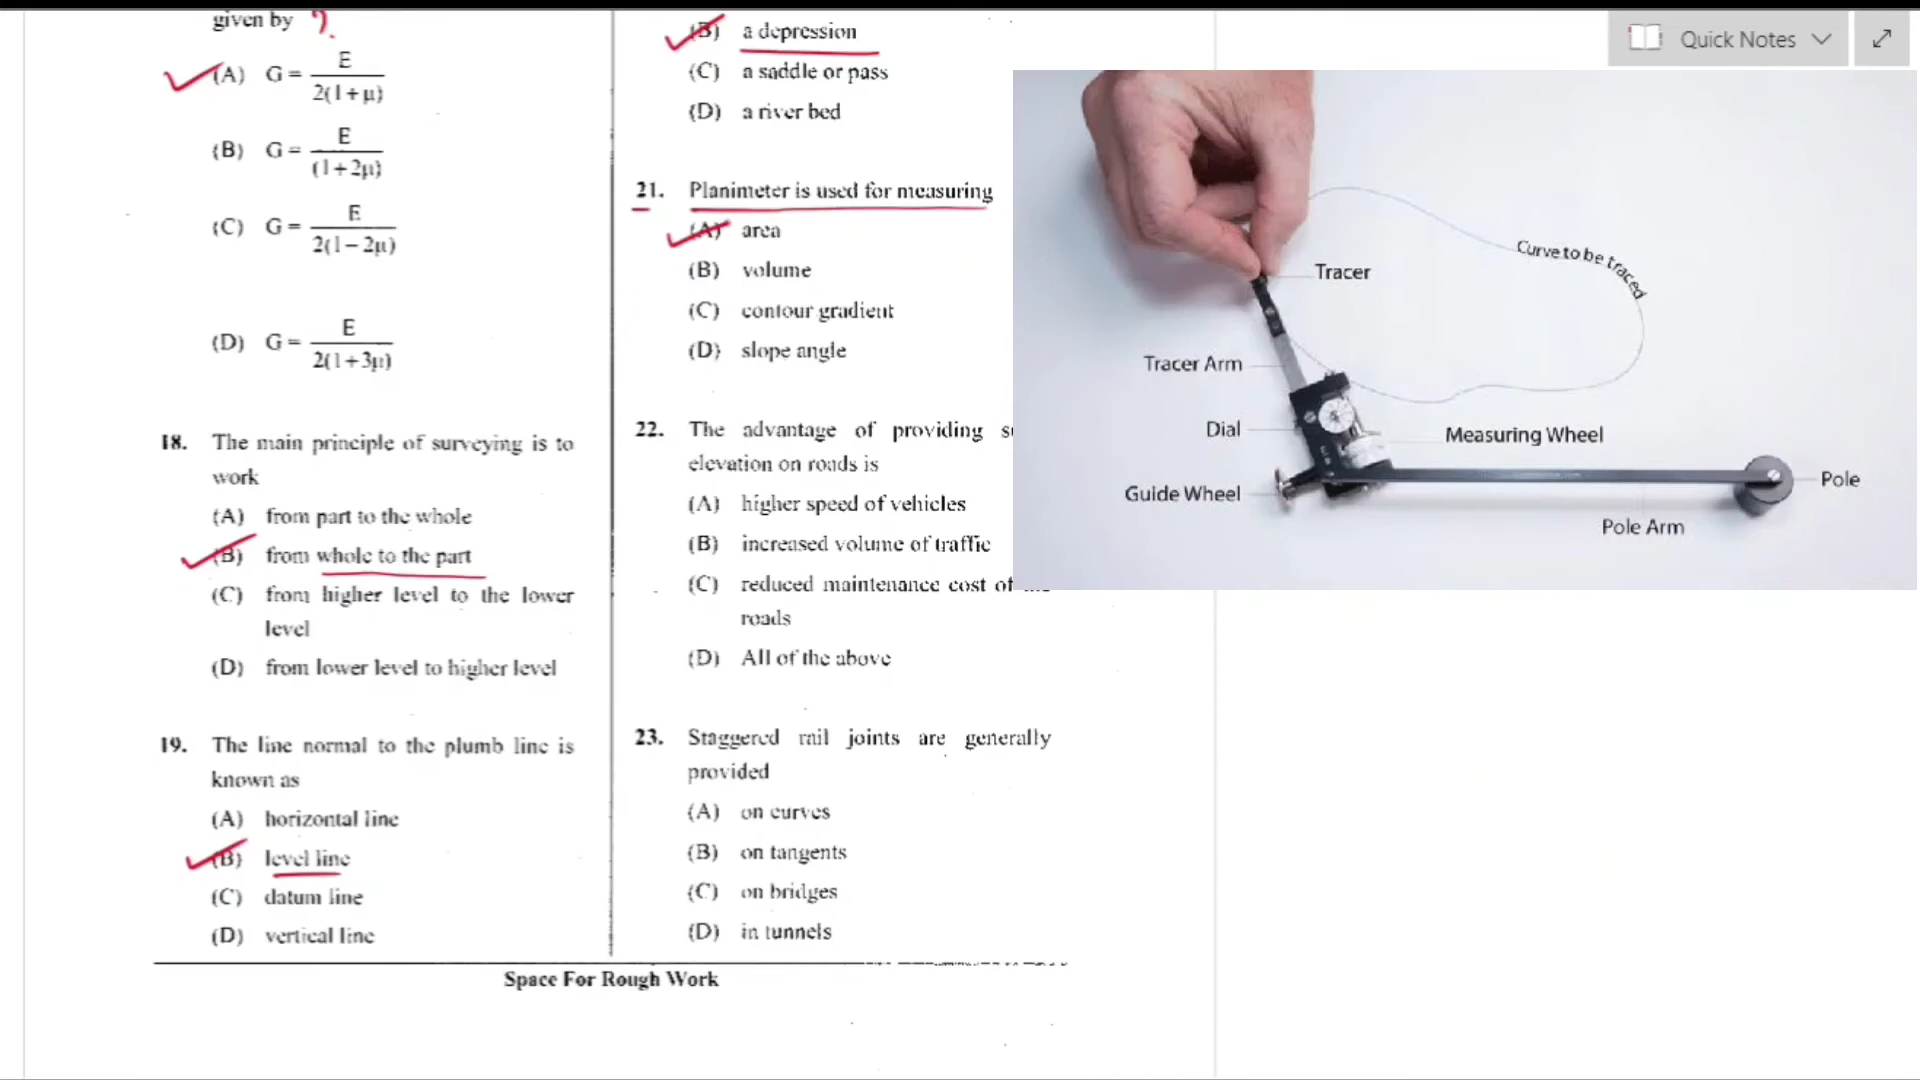 given by ?
(A) G = E
2(1+μ)
(B) G = E
(1+2μ)
(C) G = E
2(1−2μ)
(D) G = E
2(1+3μ)
18. The main principle of surveying is to
work
(A) from part to the whole
(B) from whole to the part
(C) from higher level to the lower
level
(D) from lower level to higher level
19. The line normal to the plumb line is
known as
(A) horizontal line
(B) level line
(C) datum line
(D) vertical line
(B) a depression
(C) a saddle or pass
(D) a river bed
21. Planimeter is used for measuring
(A) area
(B) volume
(C) contour gradient
(D) slope angle
22. The advantage of providing
elevation on roads is
(A) higher speed of vehicles
(B) increased volume of traffic
(C) reduced maintenance cost of
roads
(D) All of the above
23. Staggered rail joints are generally
provided
(A) on curves
(B) on tangents
(C) on bridges
(D) in tunnels
Space For Rough Work
Quick Notes
Curve to be traced
Tracer
Tracer Arm
Dial
Measuring Wheel
Guide Wheel
Pole
Pole Arm